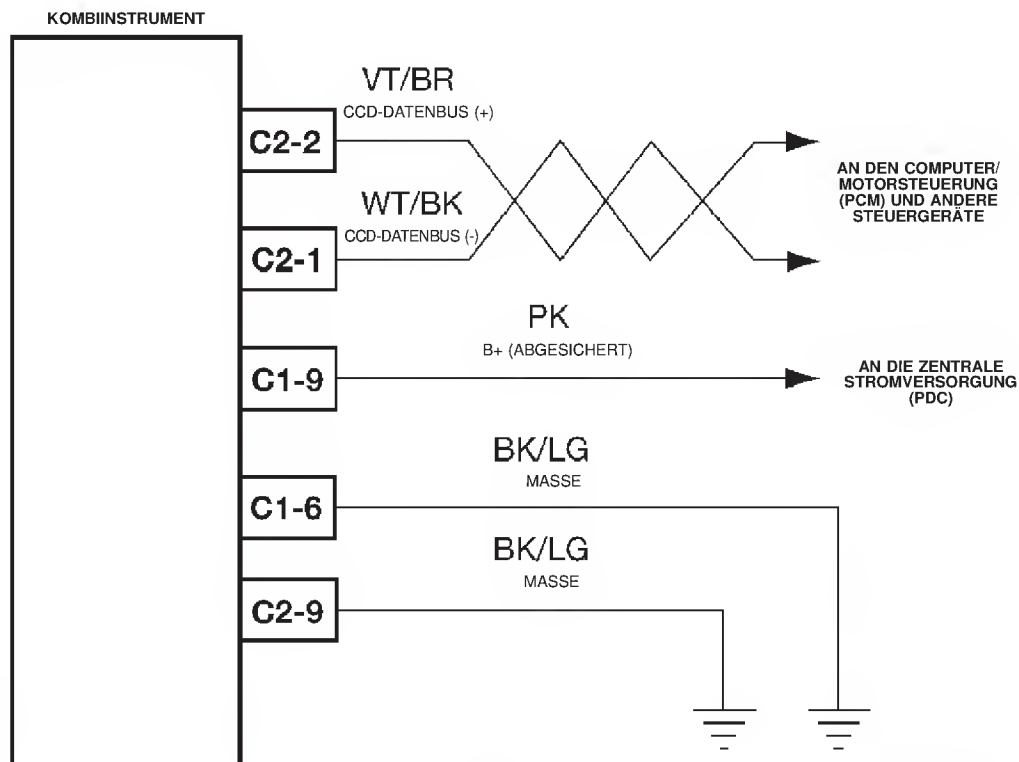 KOMBIINSTRUMENT
C2-2
VT/BR
CCD-DATENBUS (+)
AN DEN COMPUTER/
MOTORSTEUERUNG
(PCM) UND ANDERE
STEUERGERÄTE
C2-1
WT/BK
CCD-DATENBUS (-)
C1-9
PK
B+ (ABGESICHERT)
AN DIE ZENTRALE
STROMVERSORGUNG
(PDC)
C1-6
BK/LG
MASSE
C2-9
BK/LG
MASSE